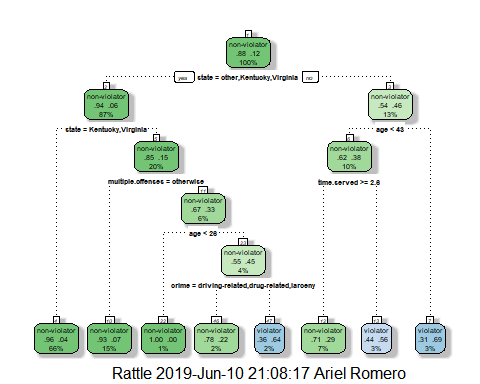 1
non-violator
.88 .12
100%
yes state = other,Kentucky,Virginia no
2
non-violator
.94 .06
87%
3
non-violator
.54 .46
13%
state = Kentucky,Virginia
age < 43
5
non-violator
.85 .15
20%
6
non-violator
.62 .38
10%
multiple.offenses = otherwise
time.served >= 2.6
11
non-violator
.67 .33
6%
age < 26
23
non-violator
.55 .45
4%
crime = driving-related,drug-related,larceny
4
non-violator
.96 .04
66%
10
non-violator
.93 .07
15%
22
non-violator
1.00 .00
1%
46
non-violator
.78 .22
2%
47
violator
.36 .64
2%
12
non-violator
.71 .29
7%
13
violator
.44 .56
3%
7
violator
.31 .69
3%
Rattle 2019-Jun-10 21:08:17 Ariel Romero